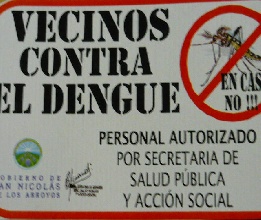 VECINOS
CONTRA
EL DENGUE
EN CAS
NO !!!
PERSONAL AUTORIZADO
POR SECRETARIA DE
SALUD PÚBLICA
Y ACCIÓN SOCIAL
GOBIERNO DE
SAN NICOLÁS
DE LOS ARROYOS